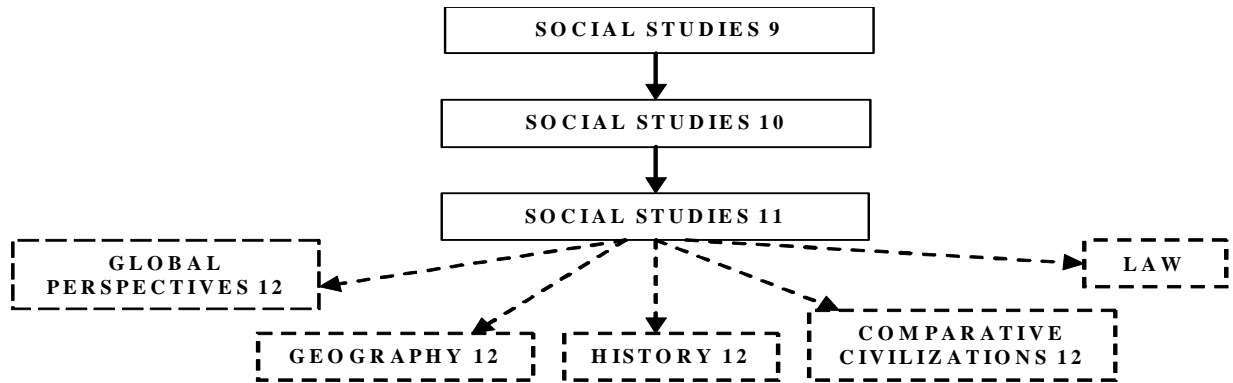 SOCIAL STUDIES 9
SOCIAL STUDIES 10
SOCIAL STUDIES 11
GLOBAL
PERSPECTIVES 12
LAW
GEOGRAPHY 12
HISTORY 12
COMPARATIVE
CIVILIZATIONS 12